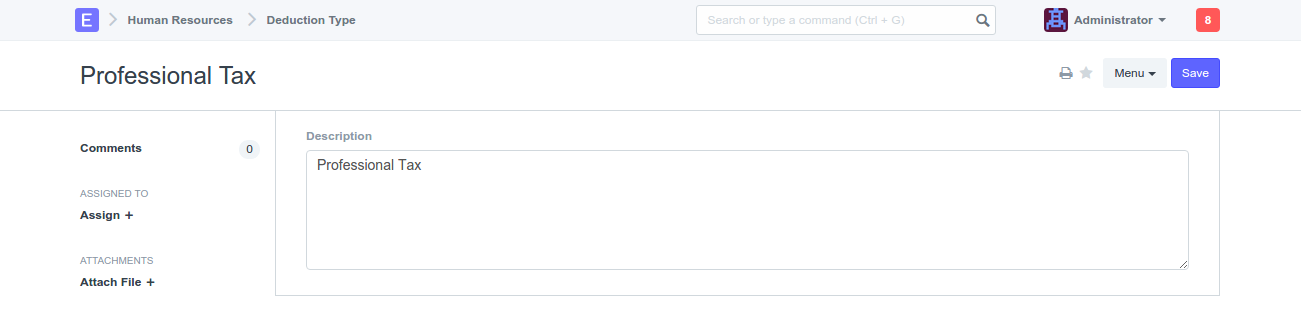 E Human Resources Deduction Type Search or type a command (Ctrl + G) Administrator 8
Professional Tax Menu Save
Description
Comments 0
Professional Tax
ASSIGNED TO
Assign +
ATTACHMENTS
Attach File +